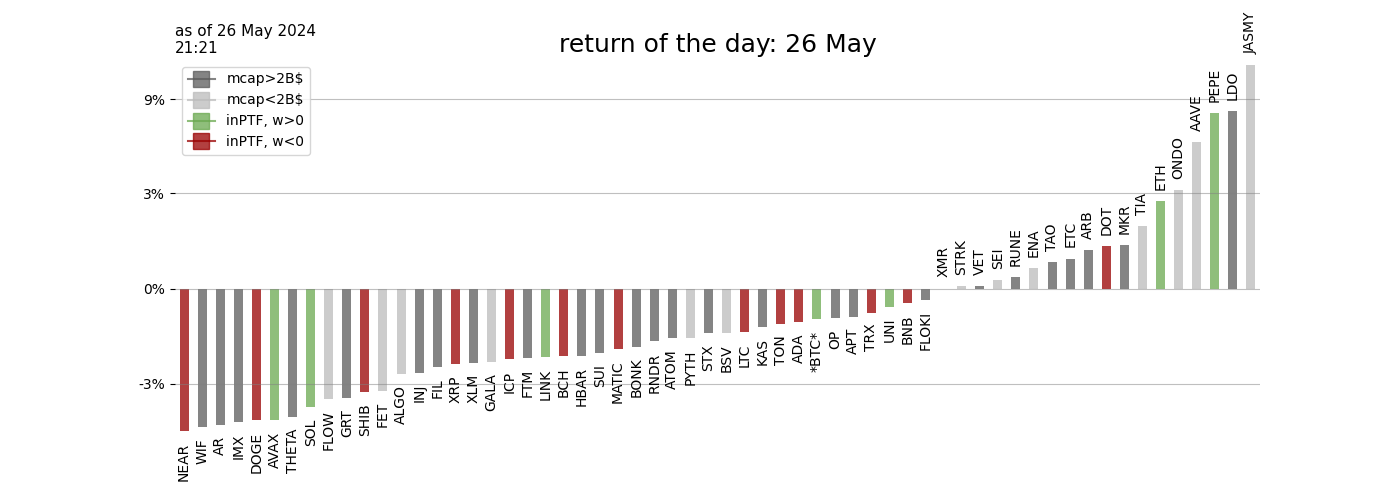 as of 26 May 2024
21:21
return of the day: 26 May
mcap>2B$
mcap<2B$
inPTF, w>0
inPTF, w<0
9%
3%
0%
-3%
NEAR
WIF
AR
IMX
DOGE
AVAX
THETA
SOL
FLOW
GRT
SHIB
FET
ALGO
INJ
FIL
XRP
XLM
GALA
ICP
FTM
LINK
BCH
HBAR
SUI
MATIC
BONK
RNDR
ATOM
PYTH
STX
BSV
LTC
KAS
TON
ADA
*BTC*
OP
APT
TRX
UNI
BNB
FLOKI
XMR
STRK
VET
SEI
RUNE
ENA
TAO
ETC
ARB
DOT
MKR
TIA
ETH
ONDO
AAVE
PEPE
LDO
JASMY